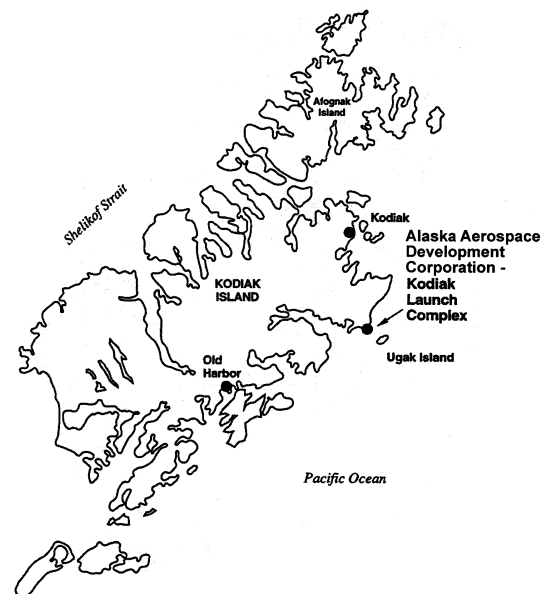 Afognak
Island
Shelikof Strait
Kodiak
Alaska Aerospace
Development
Corporation -
Kodiak
Launch
Complex
KODIAK
ISLAND
Ugak Island
Old
Harbor
Pacific Ocean